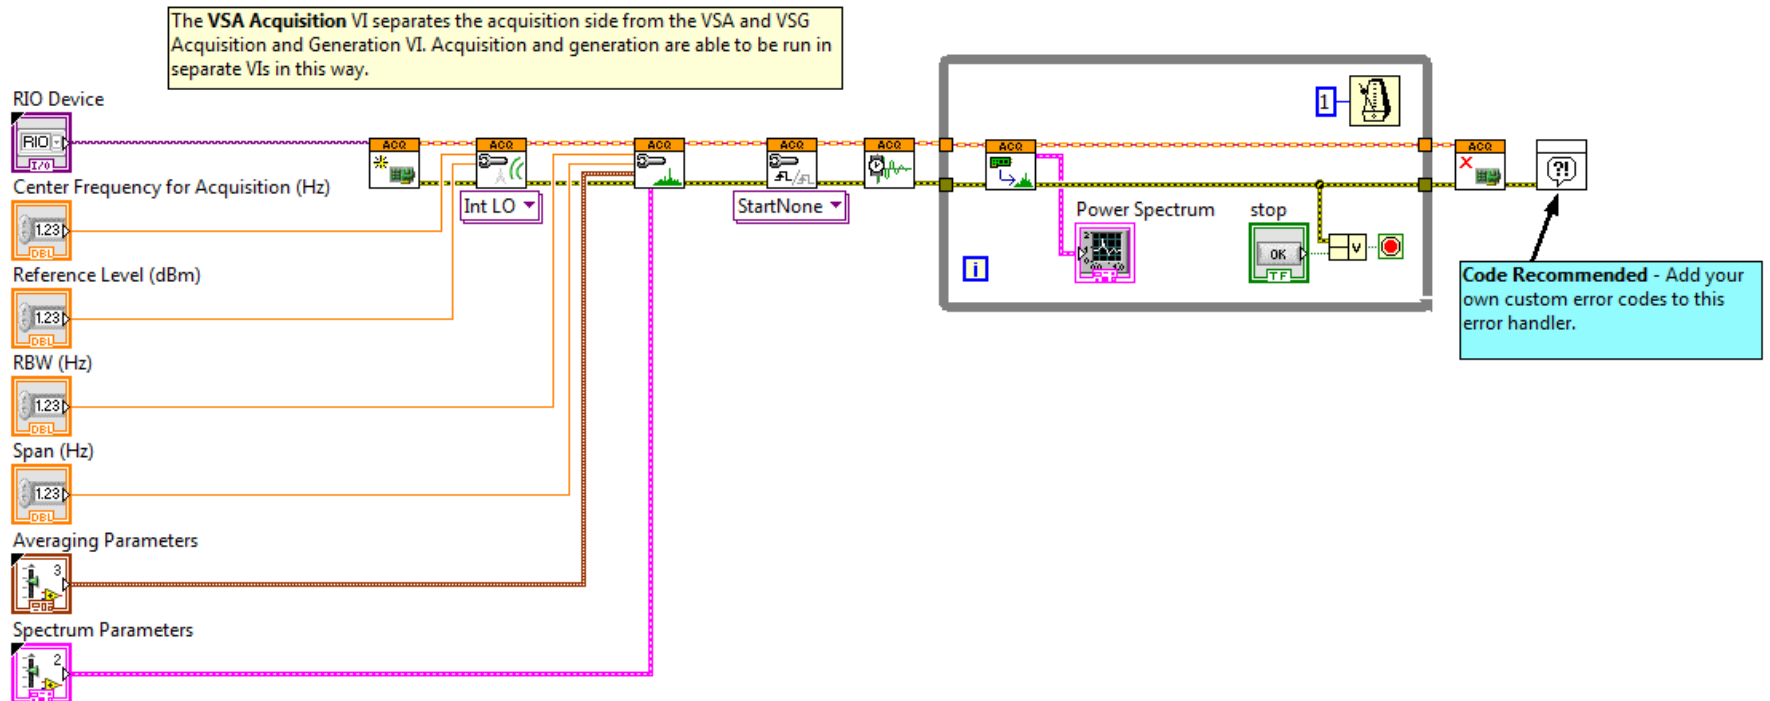 The VSA Acquisition VI separates the acquisition side from the VSA and VSG
Acquisition and Generation VI. Acquisition and generation are able to be run in
separate VIs in this way.
RIO Device
RIO
I/O
ACQ
ACQ
ACQ
ACQ
ACQ
ACQ
ACQ
1
Int LO
StartNone
Center Frequency for Acquisition (Hz)
1.23
DBL
Reference Level (dBm)
1.23
DBL
RBW (Hz)
1.23
DBL
Span (Hz)
1.23
DBL
Averaging Parameters
3
Spectrum Parameters
2
Power Spectrum
stop
OK
TF
V
i
?!
Code Recommended - Add your
own custom error codes to this
error handler.